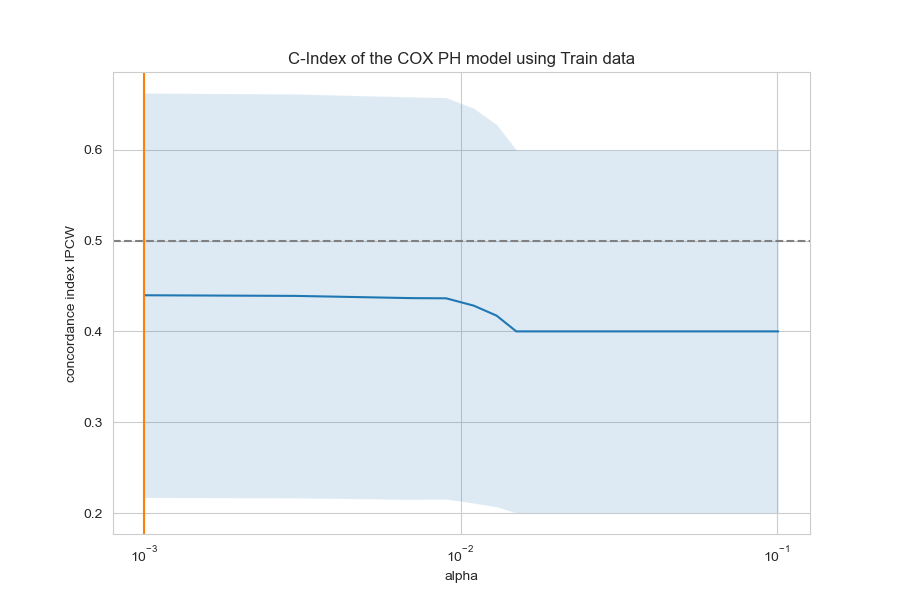 C-Index of the COX PH model using Train data
concordance index IPCW
0.6
0.5
0.4
0.3
0.2
10⁻³ 10⁻² 10⁻¹
alpha